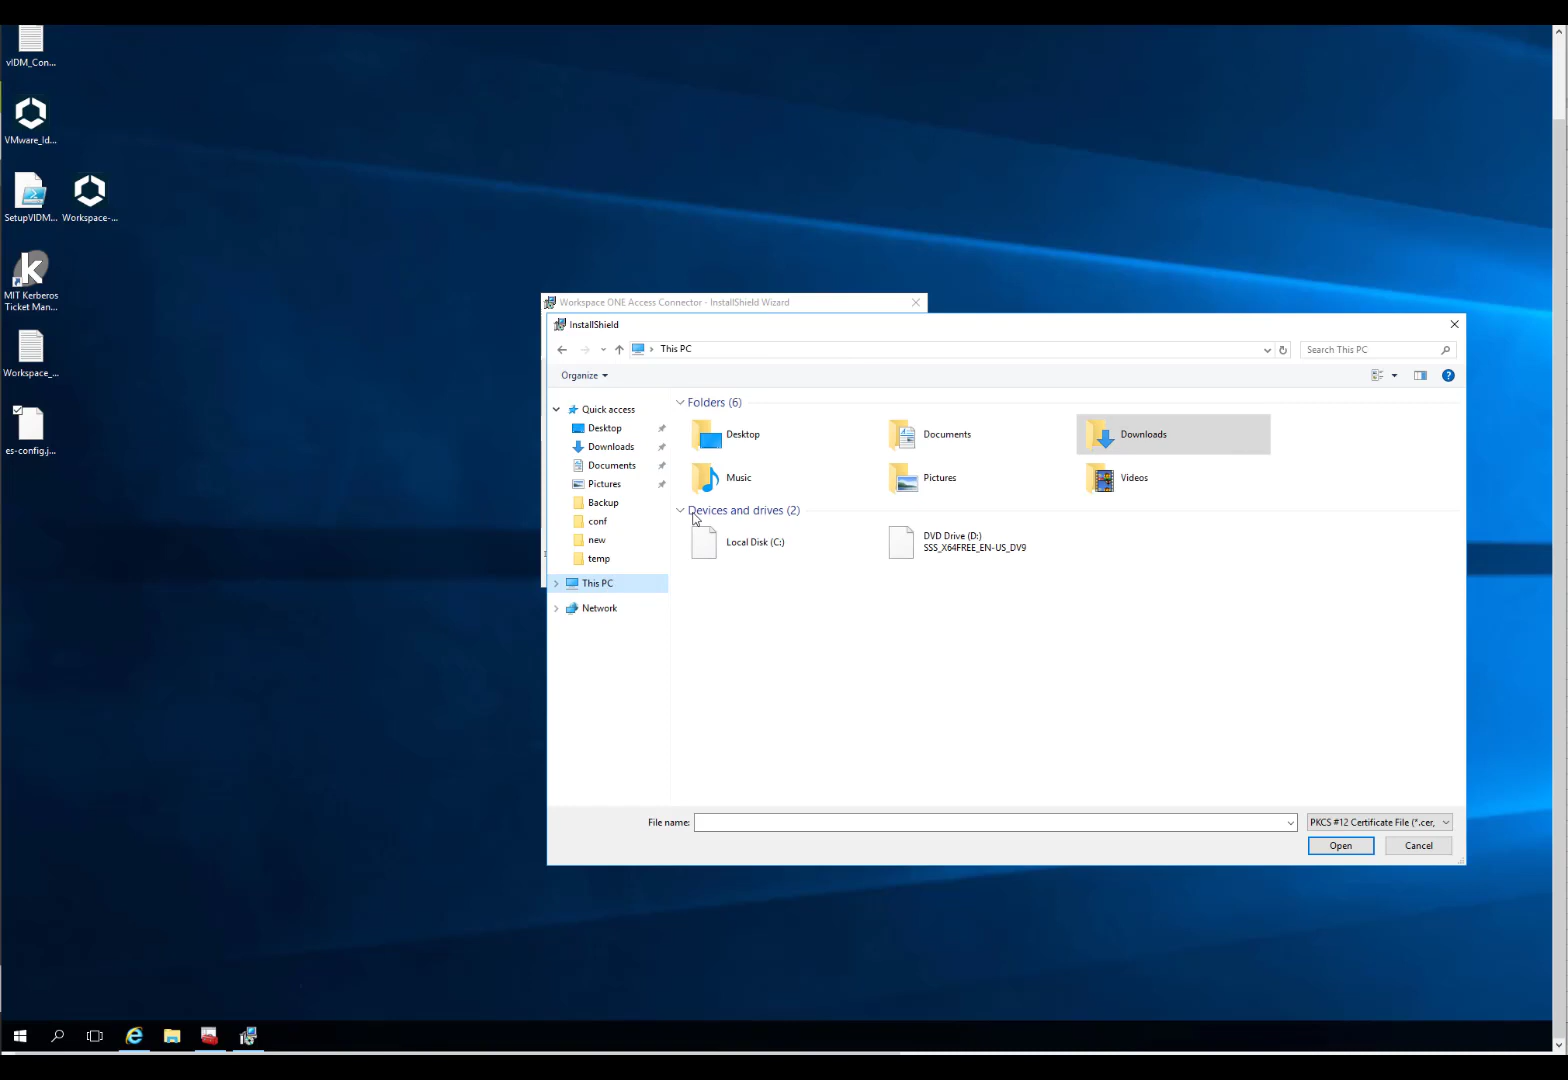 vIDM_Con...
VMware_Id...
SetupVIDM...
Workspace-...
MIT Kerberos
Ticket Man...
Workspace_...
es-config.j...
Workspace ONE Access Connector - InstallShield Wizard
InstallShield
This PC
Search This PC
Organize
Quick access
Desktop
Downloads
Documents
Pictures
Backup
conf
new
temp
This PC
Network
Folders (6)
Desktop
Documents
Downloads
Music
Pictures
Videos
Devices and drives (2)
Local Disk (C:)
DVD Drive (D:)
SSS_X64FREE_EN-US_DV9
File name:
PKCS #12 Certificate File (*.cer,
Open
Cancel